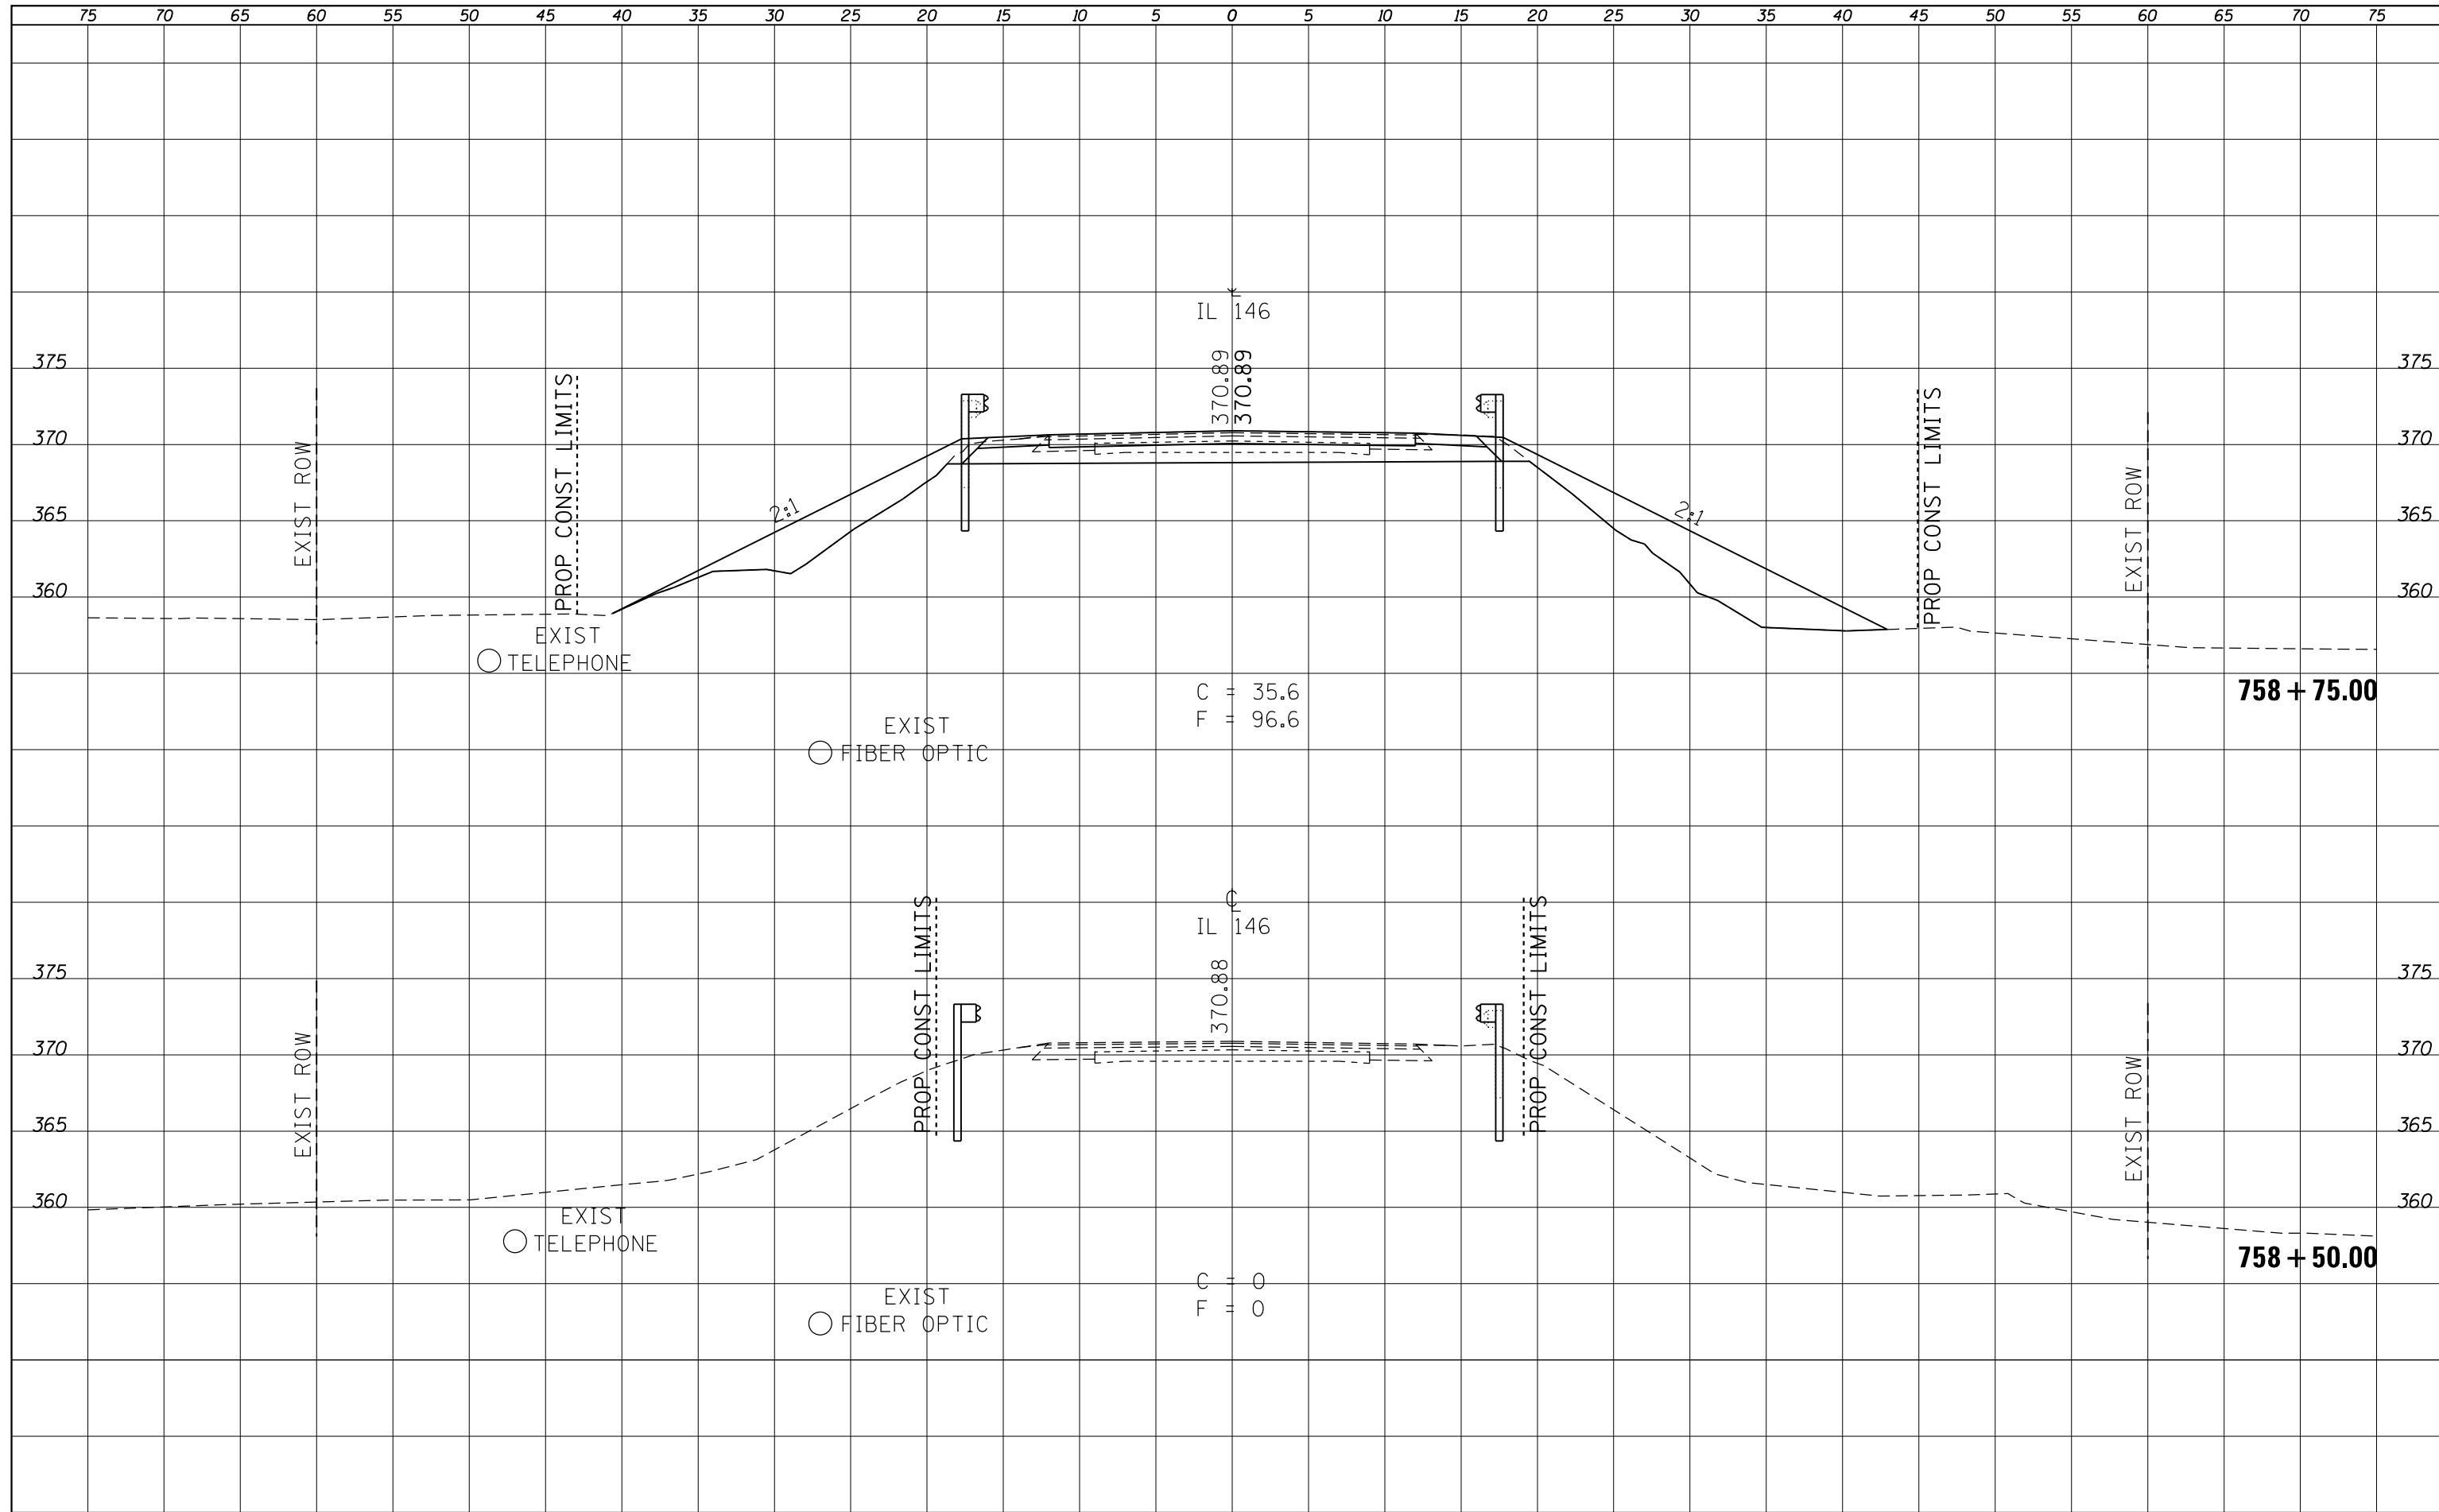 75 70 65 60 55 50 45 40 35 30 25 20 15 10 5 0 5 10 15 20 25 30 35 40 45 50 55 60 65 70 75
℄
IL 146
370.89
370.89
375
375
370
370
365
365
360
360
EXIST ROW
PROP CONST LIMITS
2:1
2:1
PROP CONST LIMITS
EXIST ROW
EXIST
TELEPHONE
C = 35.6
F = 96.6
758+75.00
EXIST
FIBER OPTIC
℄
IL 146
370.88
375
375
370
370
365
365
360
360
EXIST ROW
PROP CONST LIMITS
PROP CONST LIMITS
EXIST ROW
EXIST
TELEPHONE
758+50.00
C = 0
F = 0
EXIST
FIBER OPTIC